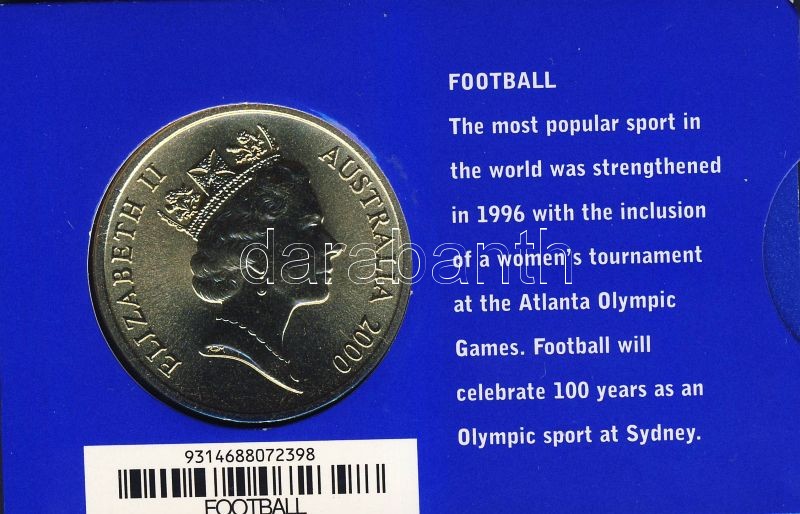 ELIZABETH II
AUSTRALIA 2000
darabanth
FOOTBALL
The most popular sport in
the world was strengthened
in 1996 with the inclusion
of a women's tournament
at the Atlanta Olympic
Games. Football will
celebrate 100 years as an
Olympic sport at Sydney.
9314688072398
FOOTBALL